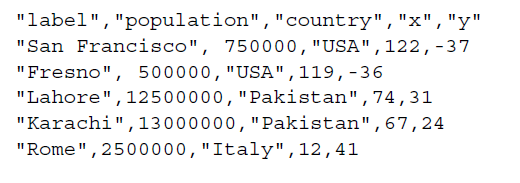 "label","population","country","x","y"
"San Francisco", 750000,"USA",122,-37
"Fresno", 500000,"USA",119,-36
"Lahore",12500000,"Pakistan",74,31
"Karachi",13000000,"Pakistan",67,24
"Rome",2500000,"Italy",12,41